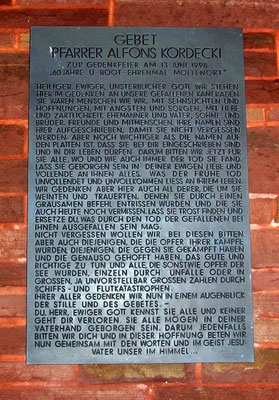 GEBET
PFARRER ALFONS KORDECKI
ZUR GEDENKFEIER AM 13 JUNI 1998
„60 JAHRE U BOOT-EHRENMAL MÖLTENORT"
HEILIGER, EWIGER, UNSTERBLICHER GOTT, WIR STEHEN
HIER IM GEDENKEN AN UNSERE GEFALLENEN KAMERADEN
SIE WAREN MENSCHEN WIE WIR, MIT SEHNSÜCHTEN UND
HOFFNUNGEN, MIT ÄNGSTEN UND SORGEN, MIT LIEBE
UND ZÄRTLICHKEIT, EHEMÄNNER UND VÄTER, SÖHNE UND
BRÜDER, FREUNDE UND MITMENSCHEN. IHRE NAMEN SIND
HIER AUFGESCHRIEBEN, DAMIT SIE NICHT VERGESSEN
WERDEN. ABER NOCH WICHTIGER ALS DIE NAMEN AUF
DEN PLATTEN IST, DASS SIE BEI DIR EINGESCHRIEBEN SIND
UND IN DIR LEBEN DÜRFEN. DARUM BITTEN WIR JETZT FÜR
SIE ALLE, WO UND WIE AUCH IMMER DER TOD SIE FAND.
LASS SIE GEBORGEN SEIN IN DEINER EWIGEN LIEBE UND
VOLLENDE AN IHNEN ALLES, WAS DER FRÜHE TOD
UNVOLLENDET UND UNVOLLKOMMEN LIESS AN IHREM LEBEN.
WIR GEDENKEN ABER HIER AUCH ALL DERER, DIE UM SIE
WEINTEN UND TRAUERTEN, DENEN SIE DURCH EINEN
GRAUSAMEN BEFEHL ENTRISSEN WURDEN UND DIE SIE
AUCH HEUTE NOCH VERMISSEN. LASS SIE TROST FINDEN UND
ERSETZE DU, WAS DURCH DEN TOD DER GEFALLENEN BEI
IHNEN AUSGEFALLEN SEIN MAG.
NICHT VERGESSEN WOLLEN WIR BEI DIESEN BITTEN
ABER AUCH DIEJENIGEN, DIE OPFER IHRER KÄMPFE
WURDEN, DIEJENIGEN, DIE GEGEN SIE GEKÄMPFT HABEN
UND DIE GENAUSO GEHOFFT HABEN, DAS GUTE UND
RICHTIGE ZU TUN UND ALLE DIE SONSTWIE OPFER DER
SEE WURDEN, EINZELN DURCH UNFÄLLE ODER IN
GROSSEN, JA UNVORSTELLBAR GROSSEN ZAHLEN DURCH
SCHIFFS- UND FLUTKATASTROPHEN.
IHRER ALLER GEDENKEN WIR NUN IN EINEM AUGENBLICK
DER STILLE UND DES GEBETES. -
DU, HERR, EWIGER GOTT KENNST SIE ALLE UND KEINER
GEHT DIR VERLOREN. SIE ALLE MÖGEN IN DEINER
VATERHAND GEBORGEN SEIN. DARUM JEDENFALLS
BITTEN WIR DICH UND IN DIESER HOFFNUNG BETEN WIR
NUN GEMEINSAM MIT DEN WORTEN UND IM GEIST JESU
VATER UNSER IM HIMMEL...